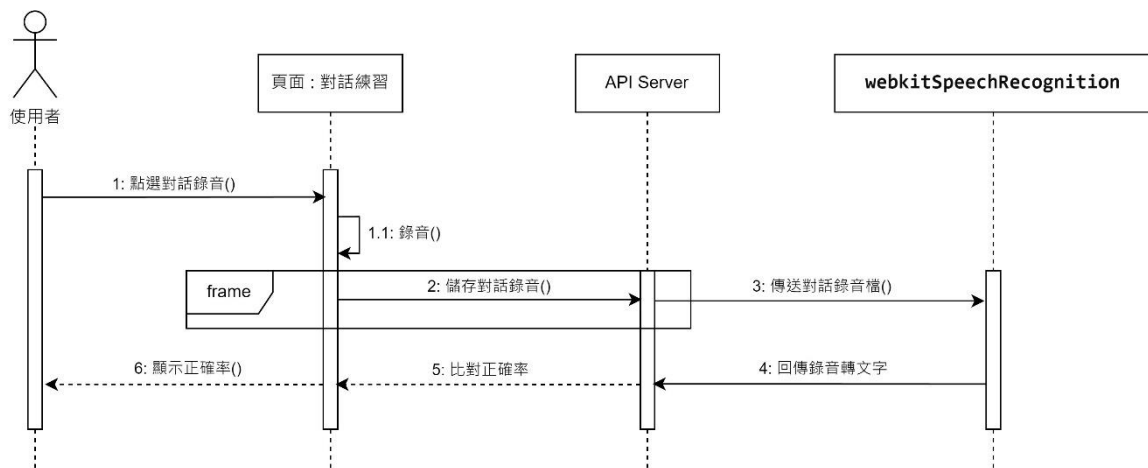 使用者
頁面 : 對話練習
API Server
webkitSpeechRecognition
1: 點選對話錄音()
1.1: 錄音()
frame
2: 儲存對話錄音()
3: 傳送對話錄音檔()
6: 顯示正確率()
5: 比對正確率
4: 回傳錄音轉文字